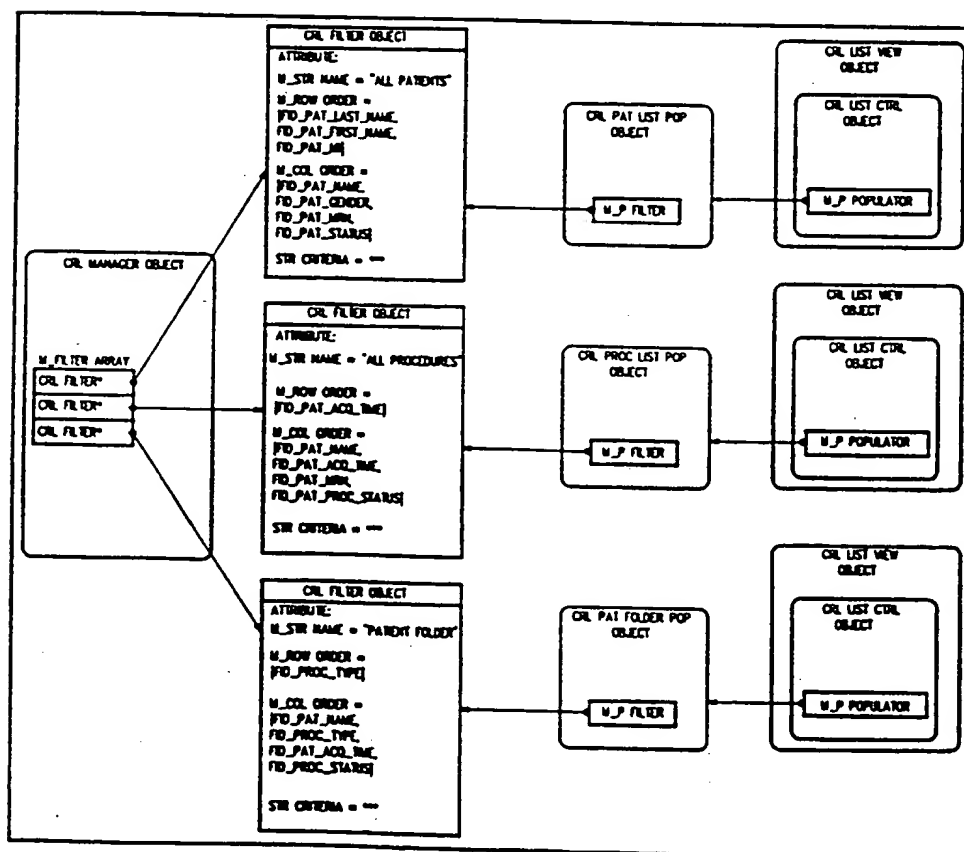 CRL FILTER OBJECT
ATTRIBUTE:
M_STR NAME = "ALL PATIENTS"
M_ROW ORDER =
[FID_PAT_LAST_NAME,
FID_PAT_FIRST_NAME,
FID_PAT_MI]
M_COL ORDER =
[FID_PAT_NAME,
FID_PAT_GENDER,
FID_PAT_MRN,
FID_PAT_STATUS]
STR CRITERIA = ""
CRL PAT LIST POP
OBJECT
M_P FILTER
CRL LIST VIEW
OBJECT
CRL LIST CTRL
OBJECT
M_P POPULATOR
CRL MANAGER OBJECT
M_FILTER ARRAY
CRL FILTER*
CRL FILTER*
CRL FILTER*
CRL FILTER OBJECT
ATTRIBUTE:
M_STR NAME = "ALL PROCEDURES"
M_ROW ORDER =
[FID_PAT_ACQ_TIME]
M_COL ORDER =
[FID_PAT_NAME,
FID_PAT_ACQ_TIME,
FID_PAT_MRN,
FID_PAT_PROC_STATUS]
STR CRITERIA = ""
CRL PROC LIST POP
OBJECT
M_P FILTER
CRL LIST VIEW
OBJECT
CRL LIST CTRL
OBJECT
M_P POPULATOR
CRL FILTER OBJECT
ATTRIBUTE:
M_STR NAME = "PATIENT FOLDER"
M_ROW ORDER =
[FID_PROC_TYPE]
M_COL ORDER =
[FID_PAT_NAME,
FID_PROC_TYPE,
FID_PAT_ACQ_TIME,
FID_PROC_STATUS]
STR CRITERIA = ""
CRL PAT FOLDER POP
OBJECT
M_P FILTER
CRL LIST VIEW
OBJECT
CRL LIST CTRL
OBJECT
M_P POPULATOR